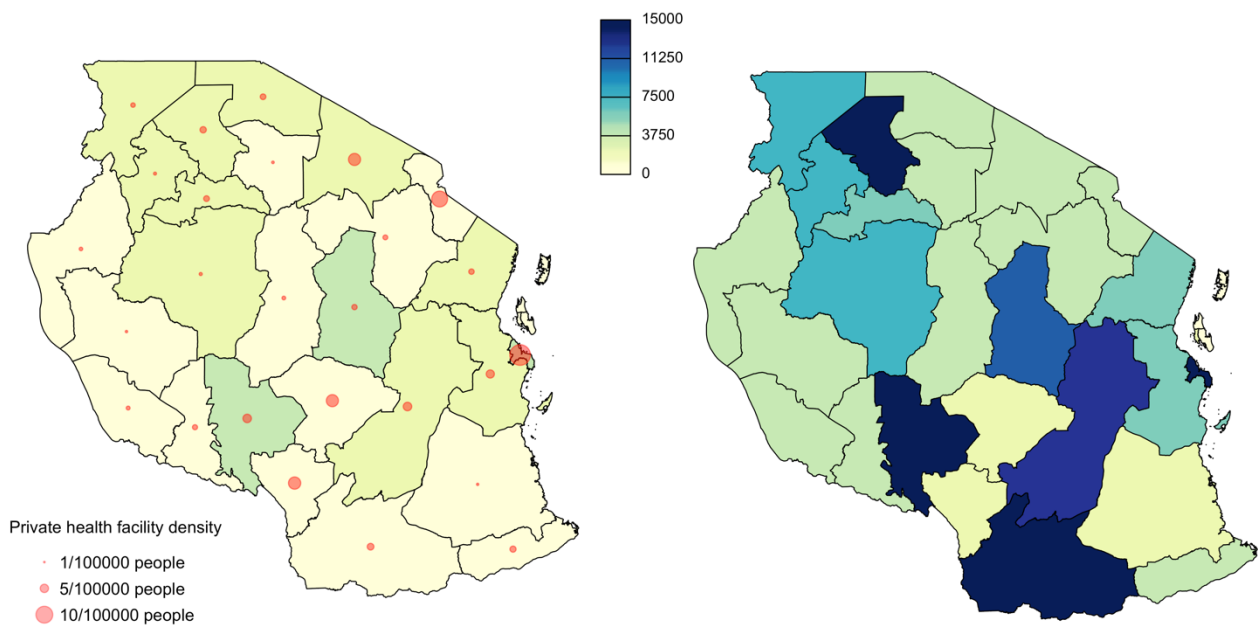 15000
11250
7500
3750
0
Private health facility density
1/100000 people
5/100000 people
10/100000 people